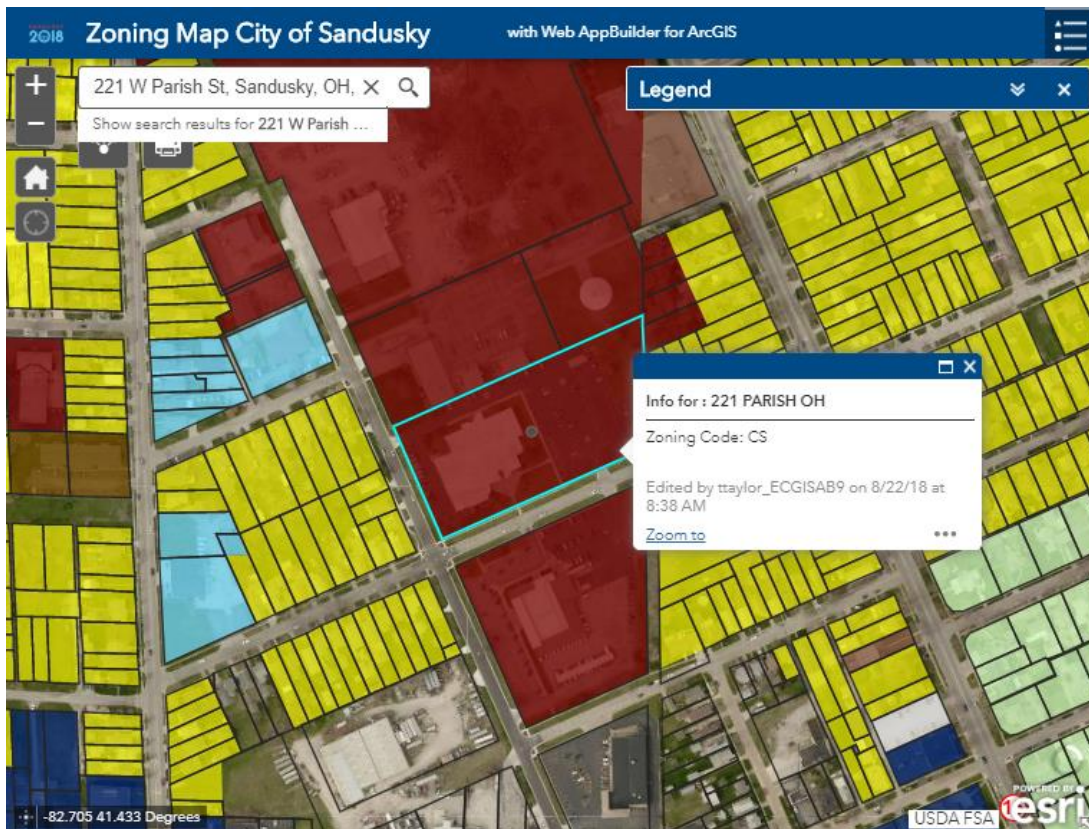 2018 Zoning Map City of Sandusky with Web AppBuilder for ArcGIS
+
221 W Parish St, Sandusky, OH,
Show search results for 221 W Parish ...
−
Legend
Info for : 221 PARISH OH
Zoning Code: CS
Edited by ttaylor_ECGISAB9 on 8/22/18 at
8:38 AM
Zoom to
-82.705 41.433 Degrees
USDA FSA
POWERED BY
esri